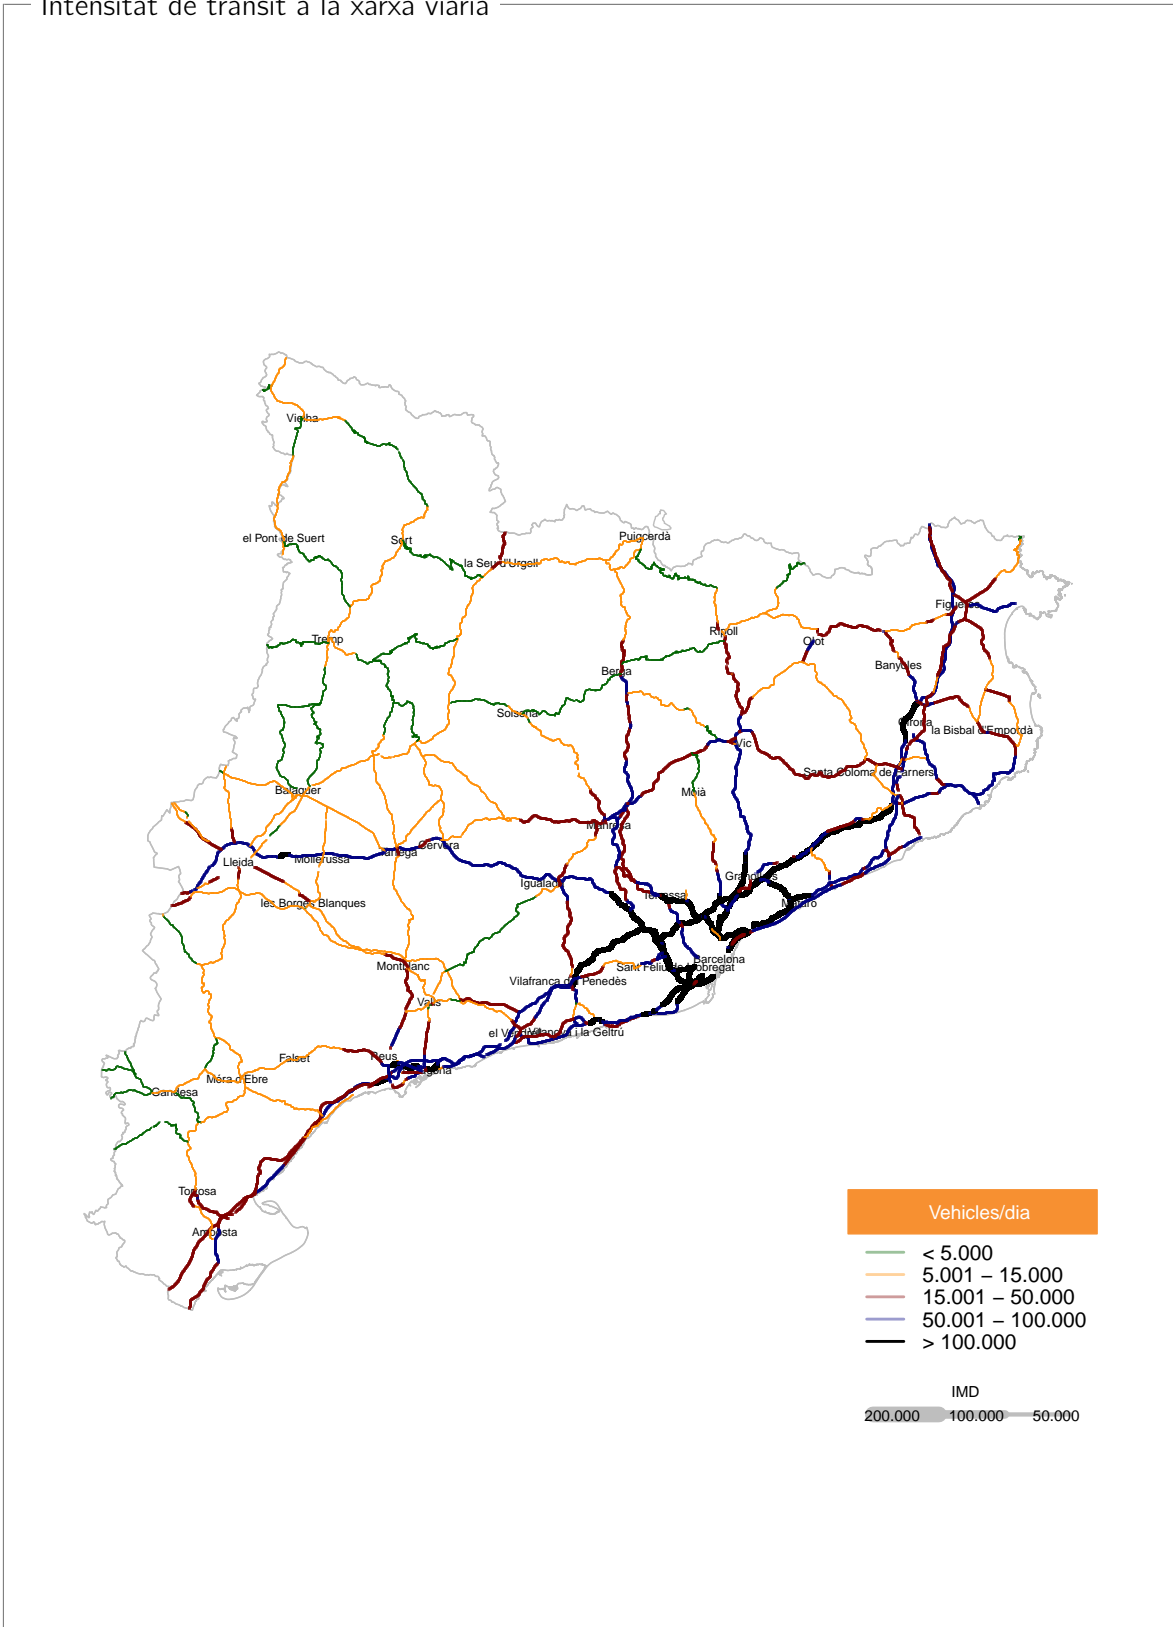 Intensitat de trànsit a la xarxa viària
Vielha
el Pont de Suert
Sort
Puigcerdà
la Seu d'Urgell
Figueres
Tremp
Ripoll
Olot
Banyoles
Berga
Solsona
Girona
la Bisbal d'Empordà
Vic
Santa Coloma de Farners
Balaguer
Moià
Manresa
Cervera
Tàrrega
Mollerussa
Lleida
Igualada
Granollers
Terrassa
les Borges Blanques
Mataró
Barcelona
Montblanc
Sant Feliu de Llobregat
Vilafranca del Penedès
Valls
el Vendrell
Vilanova i la Geltrú
Reus
Falset
Tarragona
Móra d'Ebre
Gandesa
Tortosa
Amposta
Vehicles/dia
< 5.000
5.001 − 15.000
15.001 − 50.000
50.001 − 100.000
> 100.000
IMD
200.000 100.000 50.000